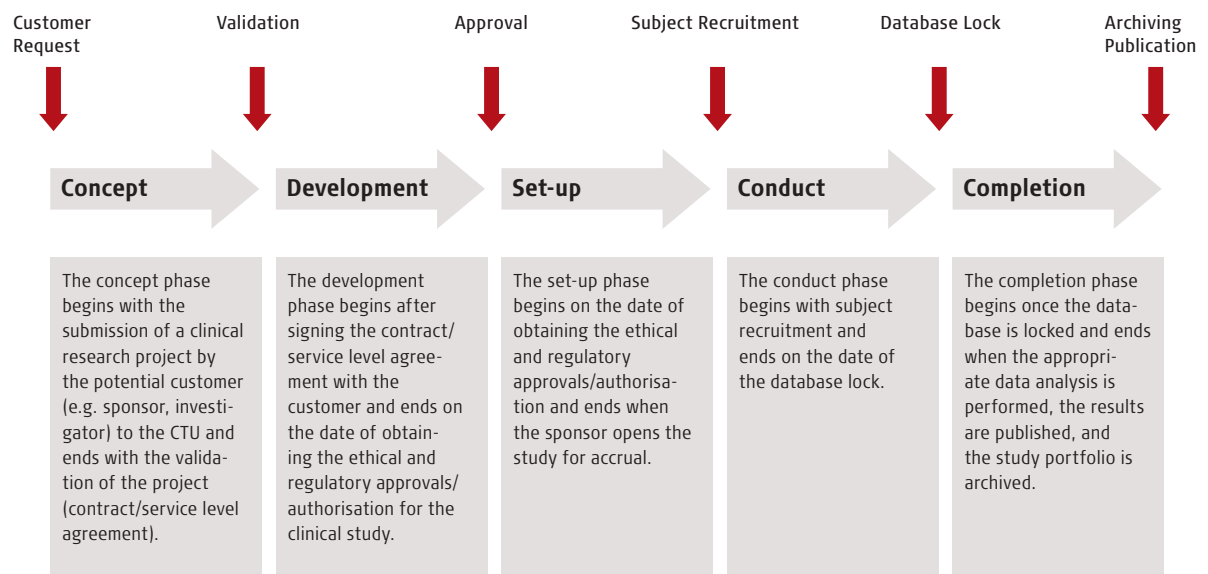 Customer
Request
Validation
Approval
Subject Recruitment
Database Lock
Archiving
Publication
Concept
Development
Set-up
Conduct
Completion
The concept phase
begins with the
submission of a clinical
research project by
the potential customer
(e.g. sponsor, investi-
gator) to the CTU and
ends with the valida-
tion of the project
(contract/service level
agreement).
The development
phase begins after
signing the contract/
service level agree-
ment with the
customer and ends on
the date of obtain-
ing the ethical and
regulatory approvals/
authorisation for the
clinical study.
The set-up phase
begins on the date of
obtaining the ethical
and regulatory
approvals/authorisa-
tion and ends when
the sponsor opens the
study for accrual.
The conduct phase
begins with subject
recruitment and
ends on the date of
the database lock.
The completion phase
begins once the data-
base is locked and ends
when the appropri-
ate data analysis is
performed, the results
are published, and
the study portfolio is
archived.